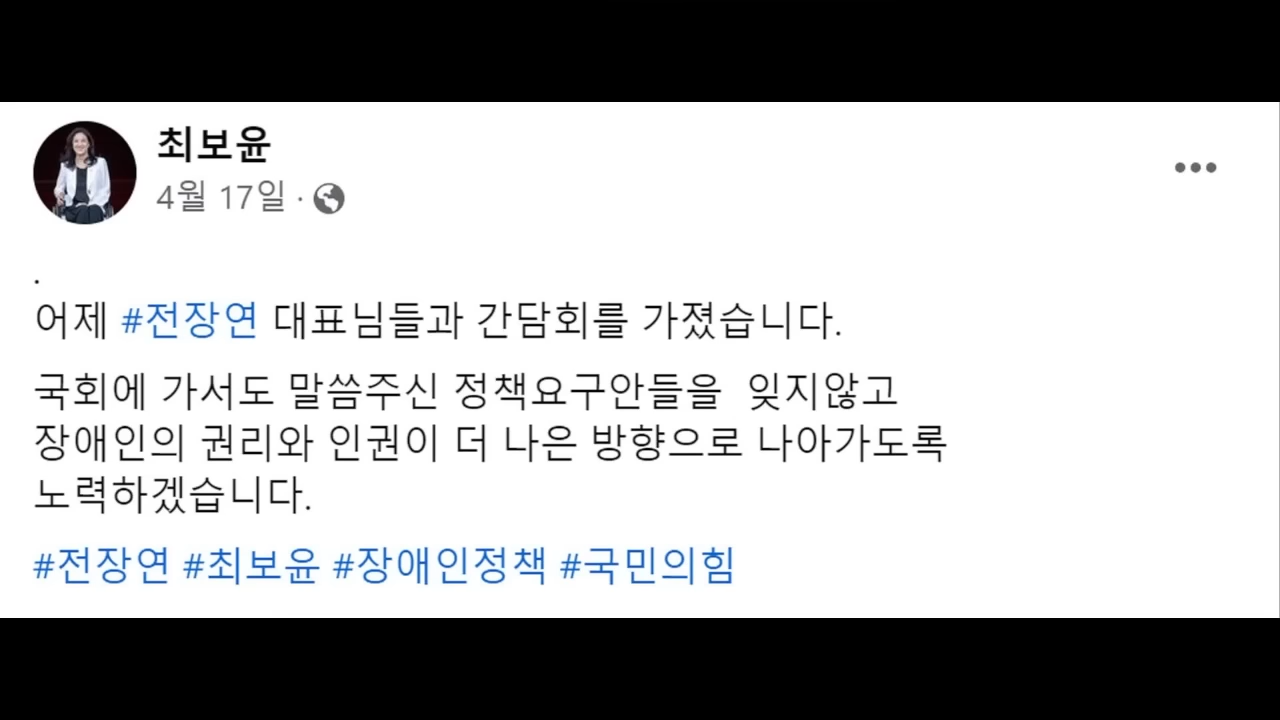 최보윤
4월 17일 ·
.
어제 #전장연 대표님들과 간담회를 가졌습니다.
국회에 가서도 말씀주신 정책요구안들을  잊지않고
장애인의 권리와 인권이 더 나은 방향으로 나아가도록
노력하겠습니다.
#전장연 #최보윤 #장애인정책 #국민의힘